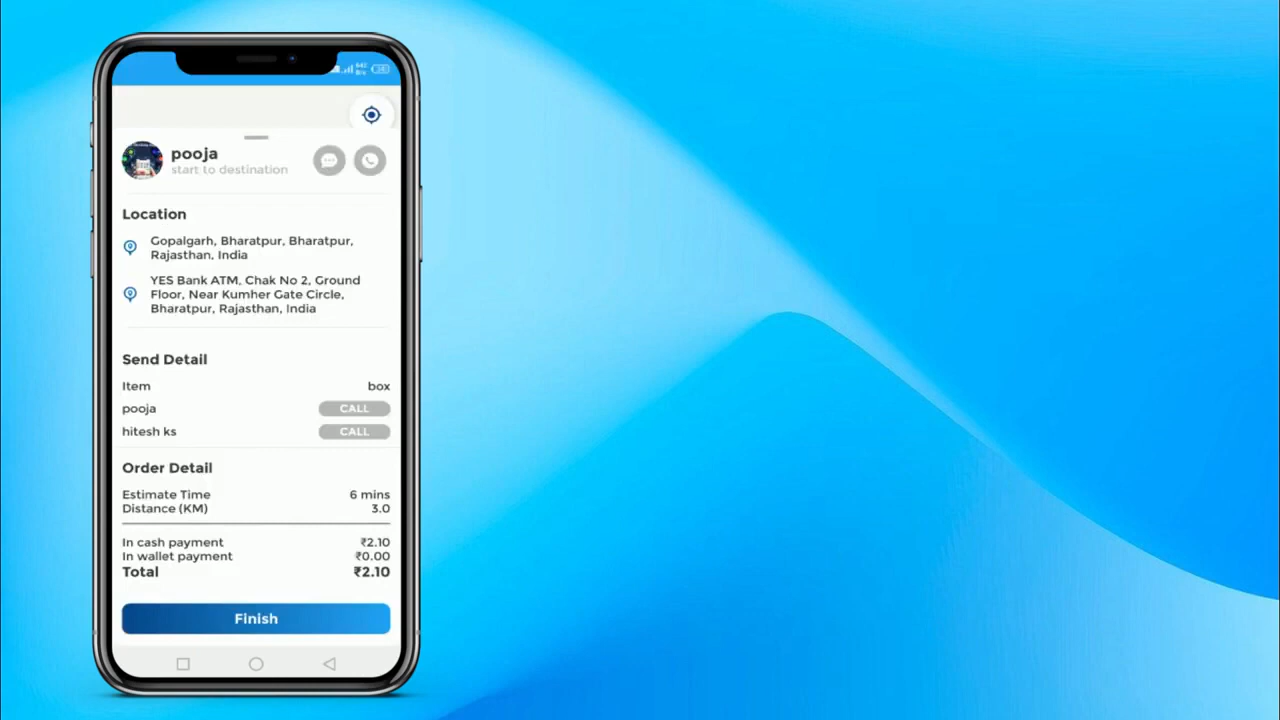 pooja
start to destination
Location
Gopalgarh, Bharatpur, Bharatpur,
Rajasthan, India
YES Bank ATM, Chak No 2, Ground
Floor, Near Kumher Gate Circle,
Bharatpur, Rajasthan, India
Send Detail
Item box
pooja CALL
hitesh ks CALL
Order Detail
Estimate Time 6 mins
Distance (KM) 3.0
In cash payment ₹2.10
In wallet payment ₹0.00
Total ₹2.10
Finish